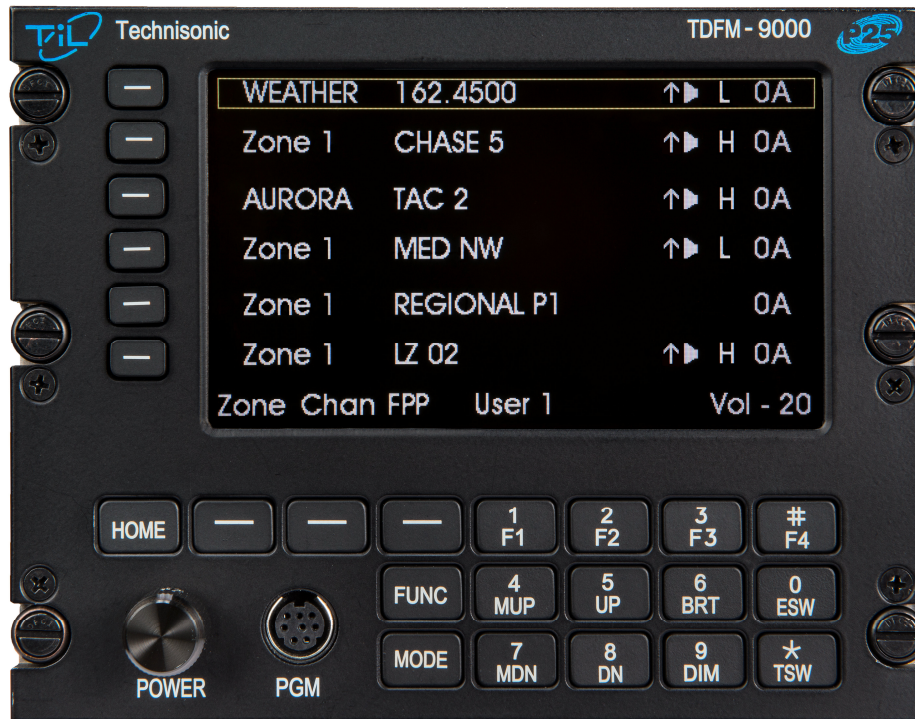 TiL Technisonic TDFM - 9000 P25
WEATHER 162.4500 L 0A
Zone 1 CHASE 5 H 0A
AURORA TAC 2 H 0A
Zone 1 MED NW L 0A
Zone 1 REGIONAL P1 0A
Zone 1 LZ 02 H 0A
Zone Chan FPP User 1 Vol - 20
HOME 1 2 3 #
F1 F2 F3 F4
FUNC 4 5 6 0
MUP UP BRT ESW
MODE 7 8 9 *
MDN DN DIM TSW
POWER PGM